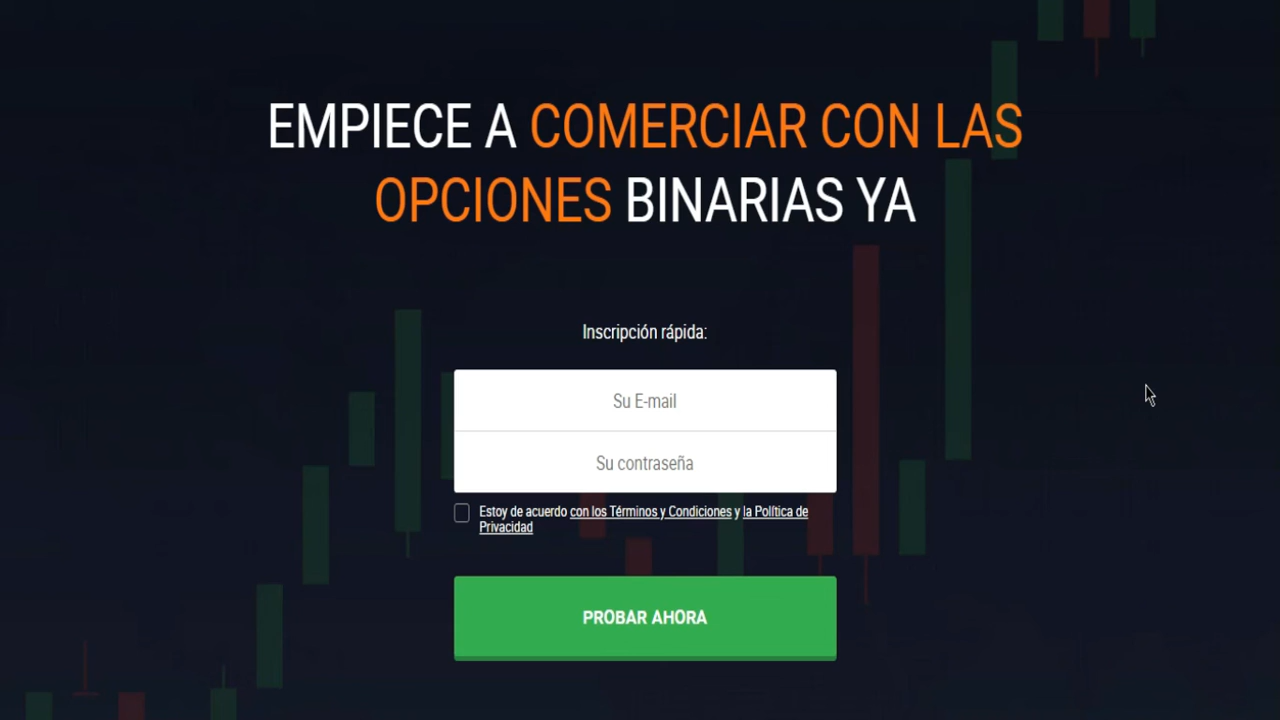 EMPIECE A COMERCIAR CON LAS
OPCIONES BINARIAS YA
Inscripción rápida:
Su E-mail
Su contraseña
Estoy de acuerdo con los Términos y Condiciones y la Política de
Privacidad
PROBAR AHORA